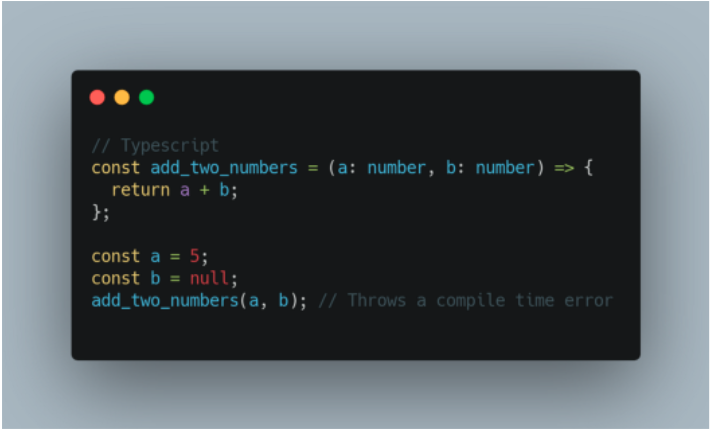 // Typescript
const add_two_numbers = (a: number, b: number) => {
  return a + b;
};

const a = 5;
const b = null;
add_two_numbers(a, b); // Throws a compile time error